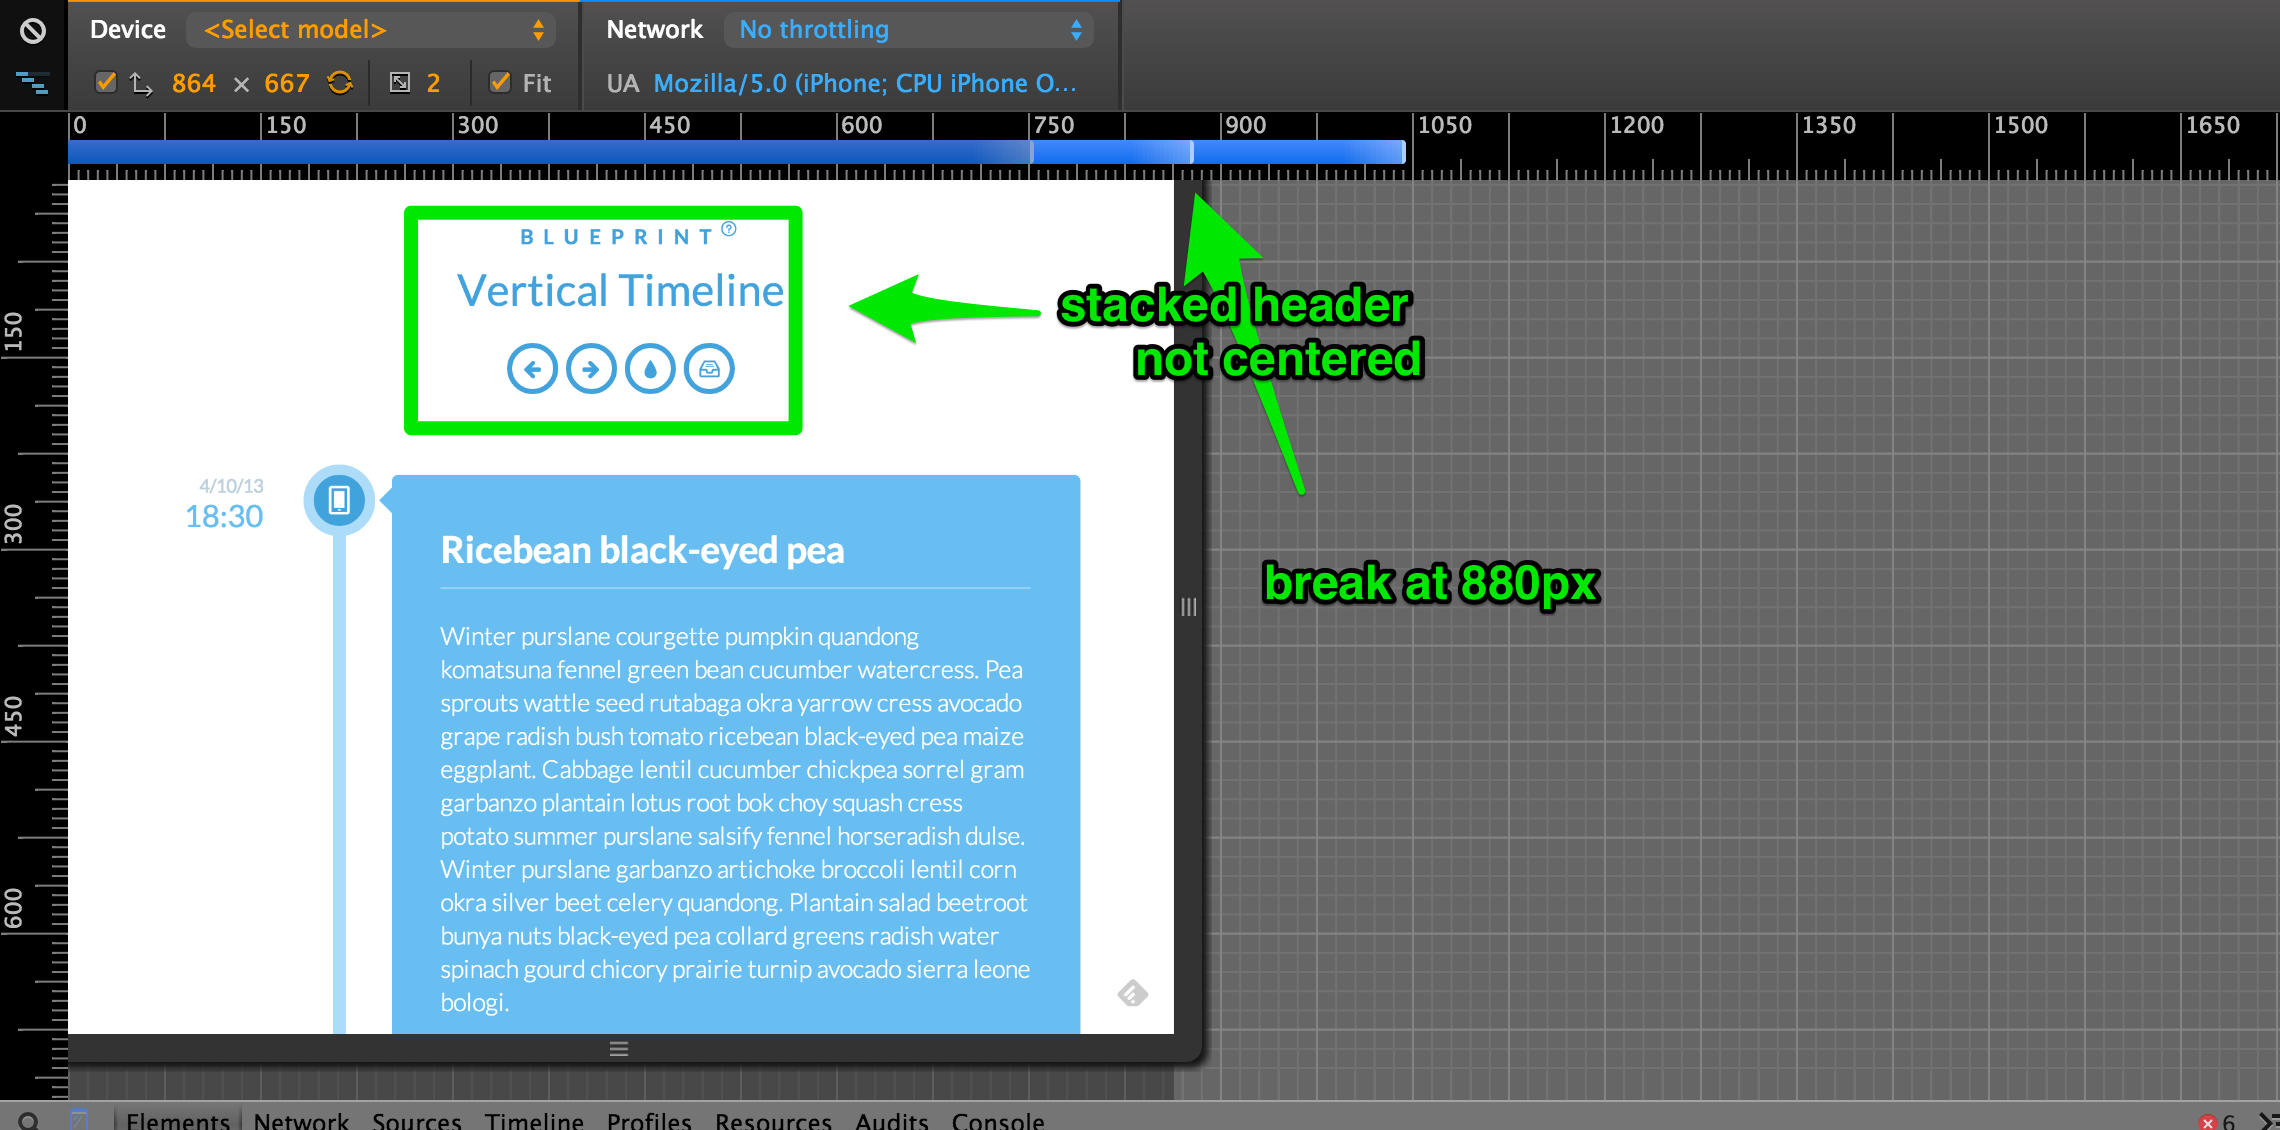 Device <Select model> Network No throttling
864 × 667 2 Fit UA Mozilla/5.0 (iPhone; CPU iPhone O...
0 150 300 450 600 750 900 1050 1200 1350 1500 1650
BLUEPRINT ?
Vertical Timeline
stacked header
not centered
150
4/10/13
18:30
300
Ricebean black-eyed pea
break at 880px
Winter purslane courgette pumpkin quandong
komatsuna fennel green bean cucumber watercress. Pea
sprouts wattle seed rutabaga okra yarrow cress avocado
450
grape radish bush tomato ricebean black-eyed pea maize
eggplant. Cabbage lentil cucumber chickpea sorrel gram
garbanzo plantain lotus root bok choy squash cress
potato summer purslane salsify fennel horseradish dulse.
Winter purslane garbanzo artichoke broccoli lentil corn
okra silver beet celery quandong. Plantain salad beetroot
600
bunya nuts black-eyed pea collard greens radish water
spinach gourd chicory prairie turnip avocado sierra leone
bologi.
Elements Network Sources Timeline Profiles Resources Audits Console 6